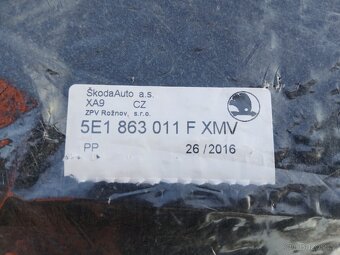 ŠkodaAuto a.s.
XA9 CZ
ZPV Rožnov, s.r.o.
5E1 863 011 F XMV
PP 26/2016